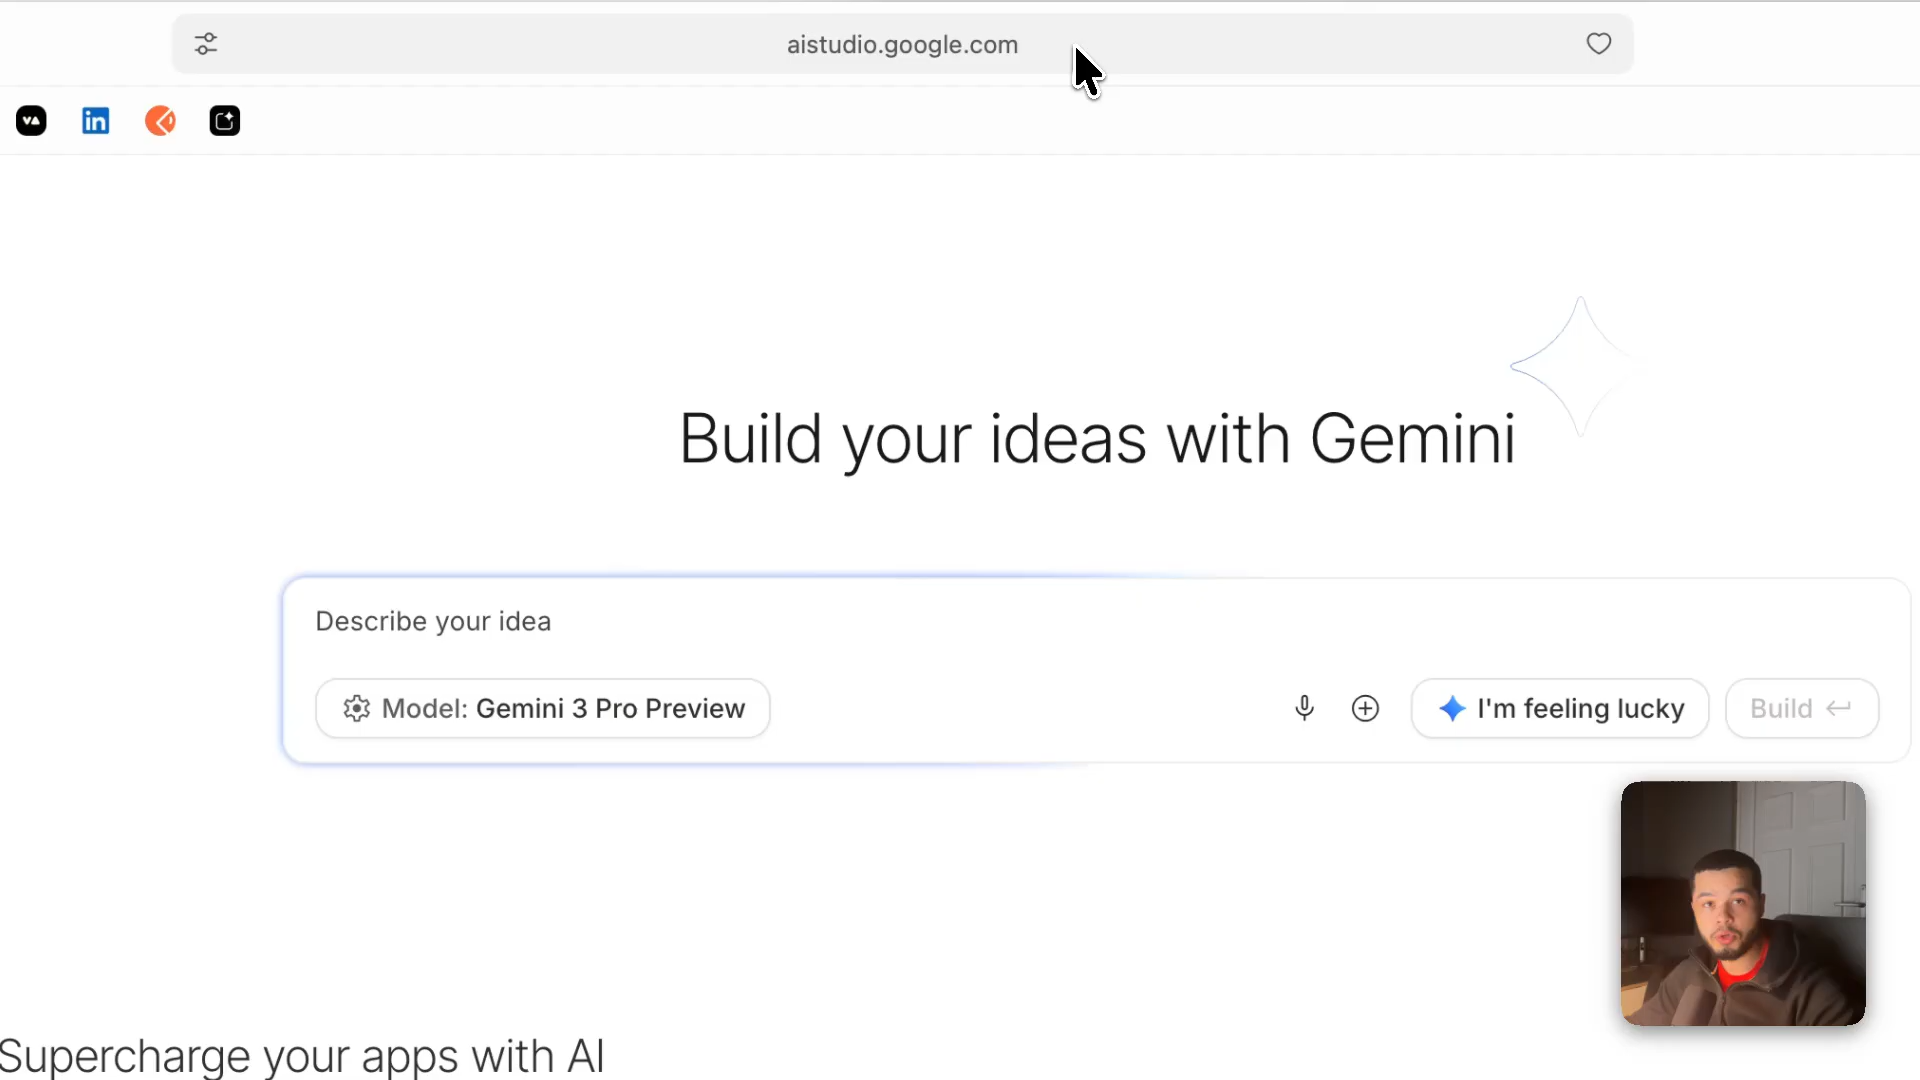 aistudio.google.com
in
Build your ideas with Gemini
Describe your idea
Model: Gemini 3 Pro Preview
I'm feeling lucky
Build
Supercharge your apps with AI